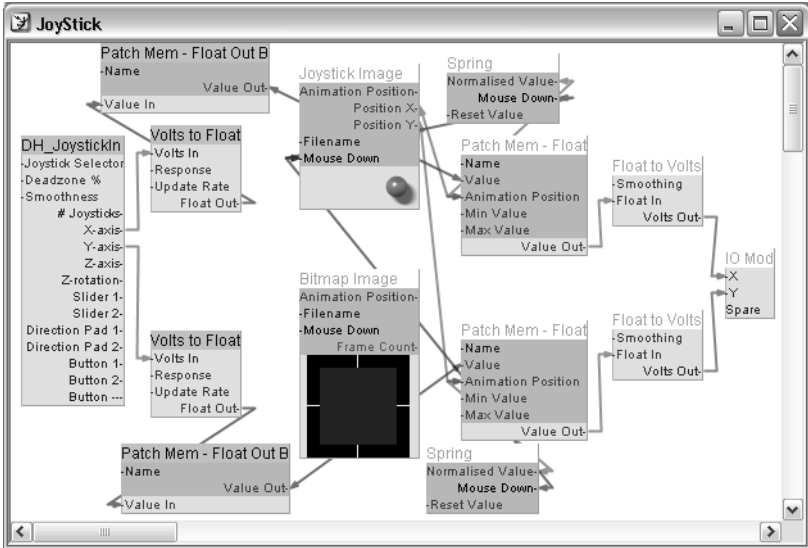 JoyStick
Patch Mem - Float Out B
Name
Value Out
Value In
Joystick Image
Animation Position
Position X
Position Y
Filename
Mouse Down
Spring
Normalised Value
Mouse Down
Reset Value
DH_JoystickIn
Joystick Selector
Deadzone %
Smoothness
# Joysticks
X-axis
Y-axis
Z-axis
Z-rotation
Slider 1
Slider 2
Direction Pad 1
Direction Pad 2
Button 1
Button 2
Button ---
Volts to Float
Volts In
Response
Update Rate
Float Out
Patch Mem - Float
Name
Value
Animation Position
Min Value
Max Value
Value Out
Float to Volts
Smoothing
Float In
Volts Out
IO Mod
X
Y
Spare
Bitmap Image
Animation Position
Filename
Mouse Down
Frame Count
Volts to Float
Volts In
Response
Update Rate
Float Out
Patch Mem - Float
Name
Value
Animation Position
Min Value
Max Value
Value Out
Float to Volts
Smoothing
Float In
Volts Out
Patch Mem - Float Out B
Name
Value Out
Value In
Spring
Normalised Value
Mouse Down
Reset Value